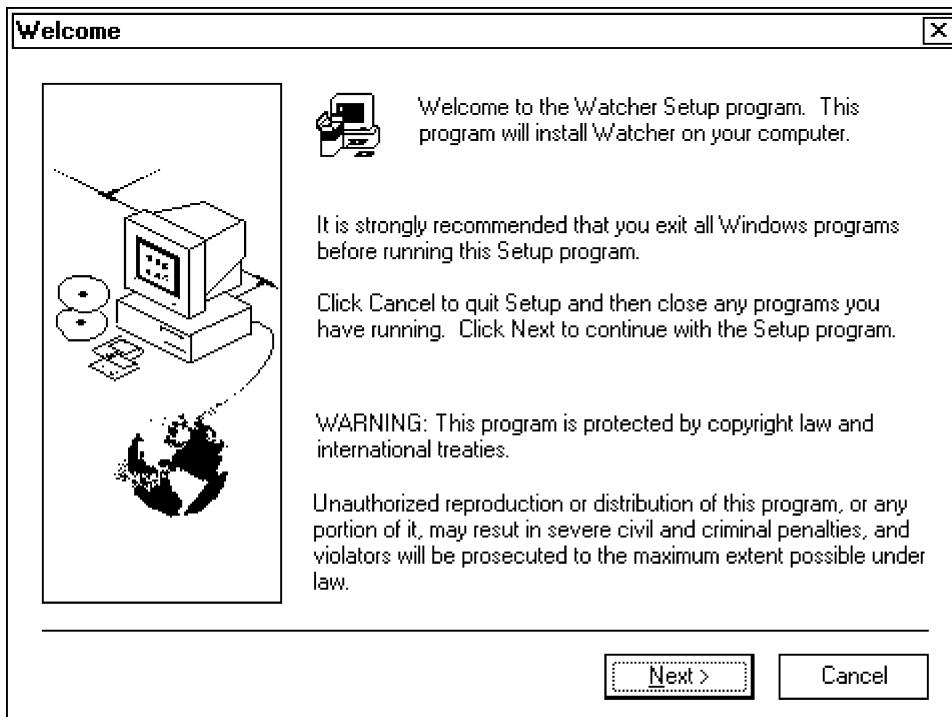 Welcome
Welcome to the Watcher Setup program. This
program will install Watcher on your computer.
It is strongly recommended that you exit all Windows programs
before running this Setup program.
Click Cancel to quit Setup and then close any programs you
have running. Click Next to continue with the Setup program.
WARNING: This program is protected by copyright law and
international treaties.
Unauthorized reproduction or distribution of this program, or any
portion of it, may resut in severe civil and criminal penalties, and
violators will be prosecuted to the maximum extent possible under
law.
Next >
Cancel